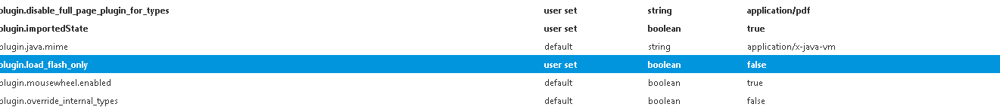 plugin.disable_full_page_plugin_for_types user set string application/pdf
plugin.importedState user set boolean true
plugin.java.mime default string application/x-java-vm
plugin.load_flash_only user set boolean false
plugin.mousewheel.enabled default boolean true
plugin.override_internal_types default boolean false